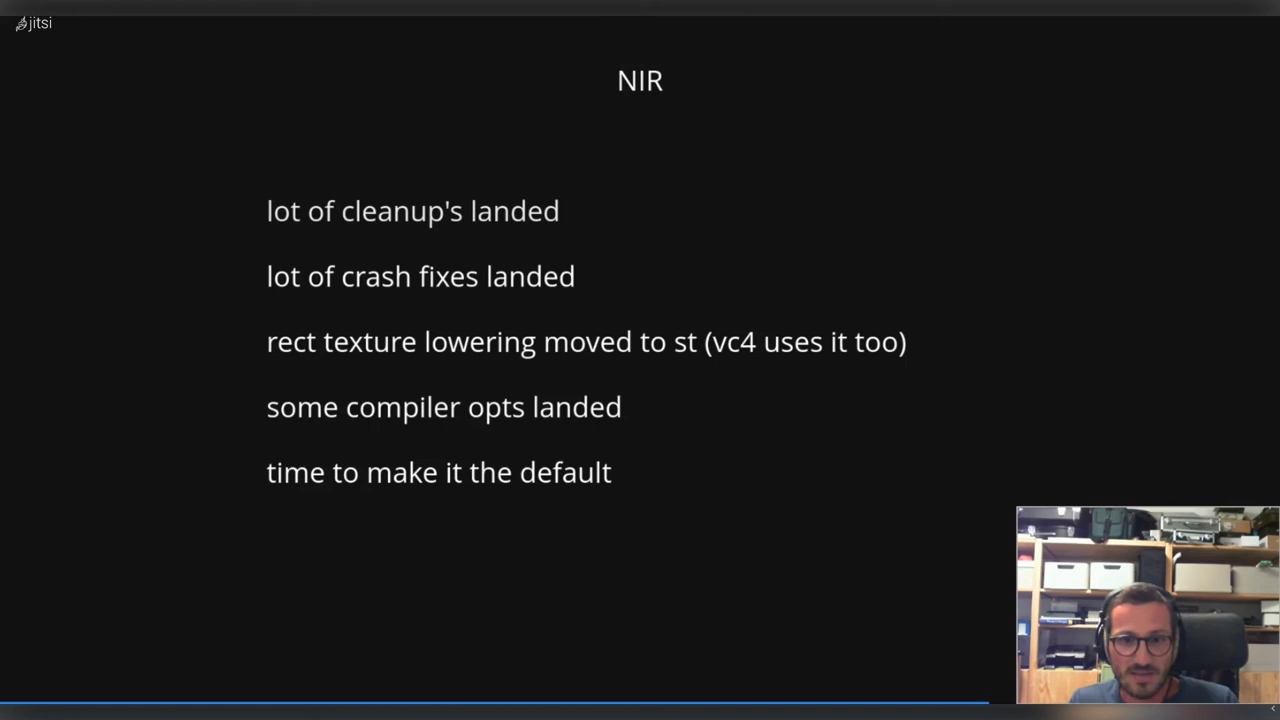 jitsi
NIR
lot of cleanup's landed
lot of crash fixes landed
rect texture lowering moved to st (vc4 uses it too)
some compiler opts landed
time to make it the default